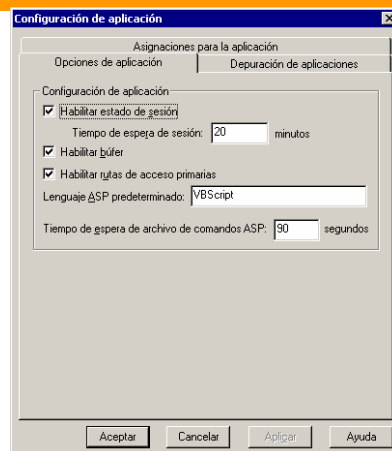 Configuración de aplicación
Asignaciones para la aplicación
Opciones de aplicación
Depuración de aplicaciones
Configuración de aplicación
Habilitar estado de sesión
Tiempo de espera de sesión: 20 minutos
Habilitar búfer
Habilitar rutas de acceso primarias
Lenguaje ASP predeterminado: VBScript
Tiempo de espera de archivo de comandos ASP: 90 segundos
Aceptar Cancelar Aplicar Ayuda